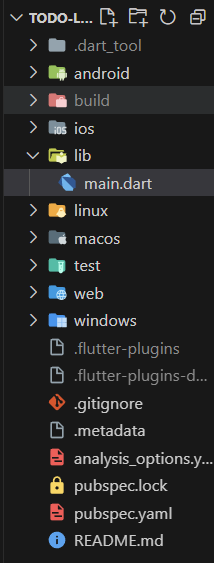 TODO-L...
.dart_tool
android
build
iOS ios
lib
main.dart
linux
macos
test
web
windows
.flutter-plugins
.flutter-plugins-d...
.gitignore
.metadata
analysis_options.y...
pubspec.lock
pubspec.yaml
README.md